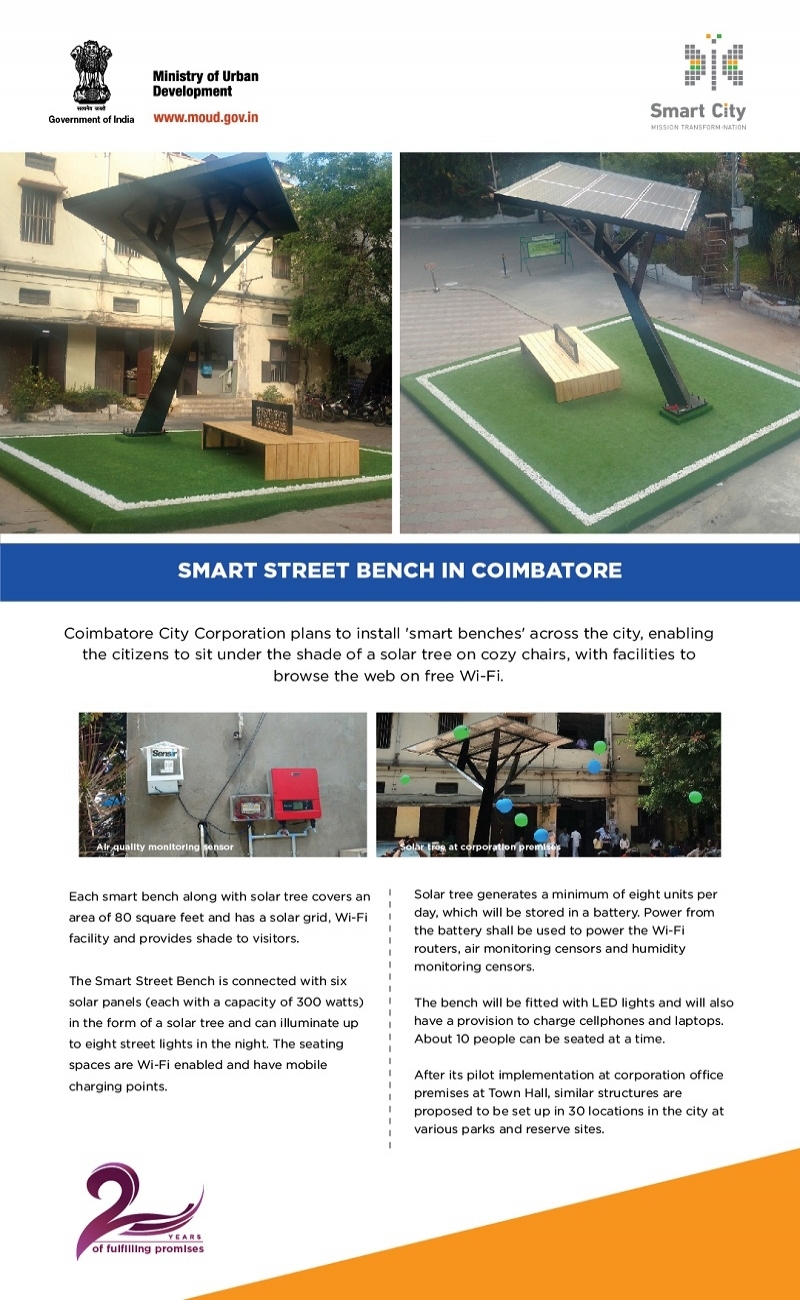 सत्यमेव जयते
Government of India
Ministry of Urban
Development
www.moud.gov.in
Smart City
MISSION TRANSFORM-NATION
SMART STREET BENCH IN COIMBATORE
Coimbatore City Corporation plans to install 'smart benches' across the city, enabling
the citizens to sit under the shade of a solar tree on cozy chairs, with facilities to
browse the web on free Wi-Fi.
Sensir
Air quality monitoring sensor
Solar tree at corporation premises
Each smart bench along with solar tree covers an
area of 80 square feet and has a solar grid, Wi-Fi
facility and provides shade to visitors.
The Smart Street Bench is connected with six
solar panels (each with a capacity of 300 watts)
in the form of a solar tree and can illuminate up
to eight street lights in the night. The seating
spaces are Wi-Fi enabled and have mobile
charging points.
Solar tree generates a minimum of eight units per
day, which will be stored in a battery. Power from
the battery shall be used to power the Wi-Fi
routers, air monitoring censors and humidity
monitoring censors.
The bench will be fitted with LED lights and will also
have a provision to charge cellphones and laptops.
About 10 people can be seated at a time.
After its pilot implementation at corporation office
premises at Town Hall, similar structures are
proposed to be set up in 30 locations in the city at
various parks and reserve sites.
2 YEARS
of fulfilling promises